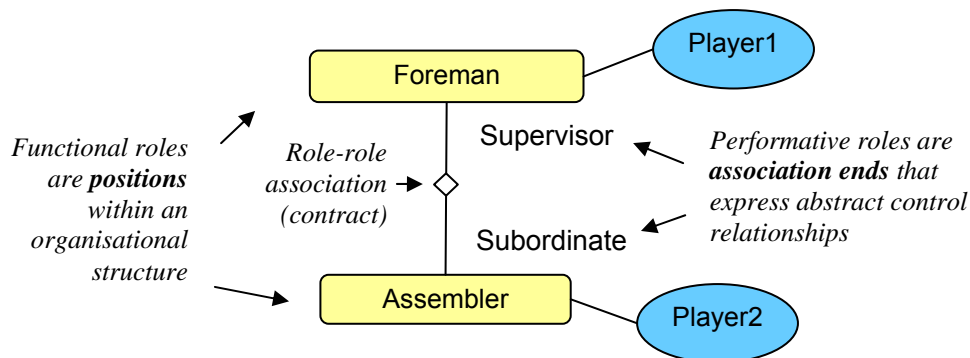 Player1
Foreman
Supervisor
Functional roles
are positions
within an
organisational
structure
Role-role
association
(contract)
Performative roles are
association ends that
express abstract control
relationships
Subordinate
Assembler
Player2